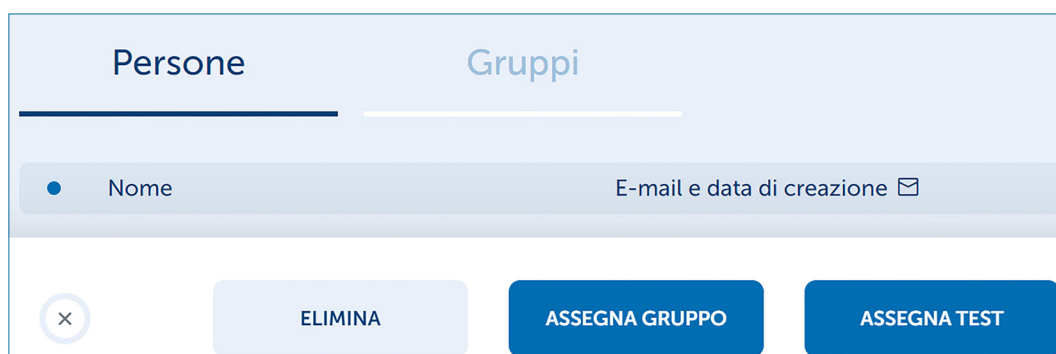 Persone Gruppi
Nome E-mail e data di creazione
ELIMINA ASSEGNA GRUPPO ASSEGNA TEST